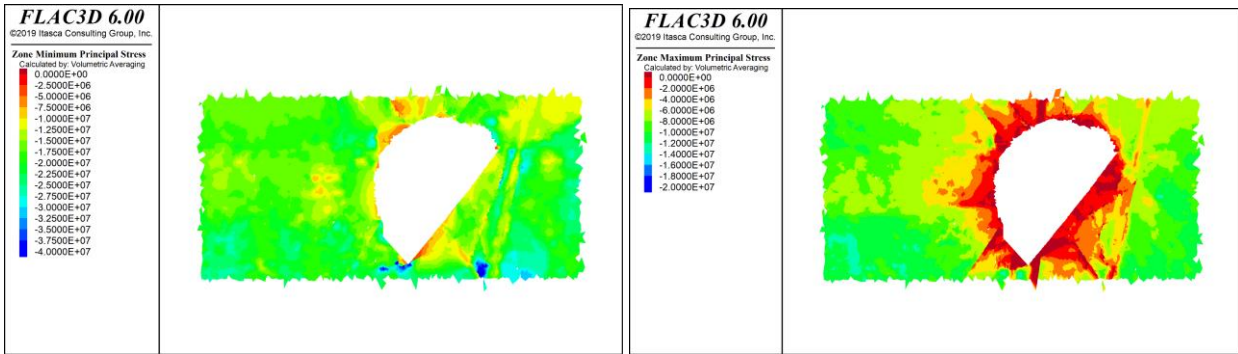 FLAC3D 6.00
©2019 Itasca Consulting Group, Inc.
Zone Minimum Principal Stress
Calculated by: Volumetric Averaging
0.0000E+00
-2.5000E+06
-5.0000E+06
-7.5000E+06
-1.0000E+07
-1.2500E+07
-1.5000E+07
-1.7500E+07
-2.0000E+07
-2.2500E+07
-2.5000E+07
-2.7500E+07
-3.0000E+07
-3.2500E+07
-3.5000E+07
-3.7500E+07
-4.0000E+07
FLAC3D 6.00
©2019 Itasca Consulting Group, Inc.
Zone Maximum Principal Stress
Calculated by: Volumetric Averaging
0.0000E+00
-2.0000E+06
-4.0000E+06
-6.0000E+06
-8.0000E+06
-1.0000E+07
-1.2000E+07
-1.4000E+07
-1.6000E+07
-1.8000E+07
-2.0000E+07